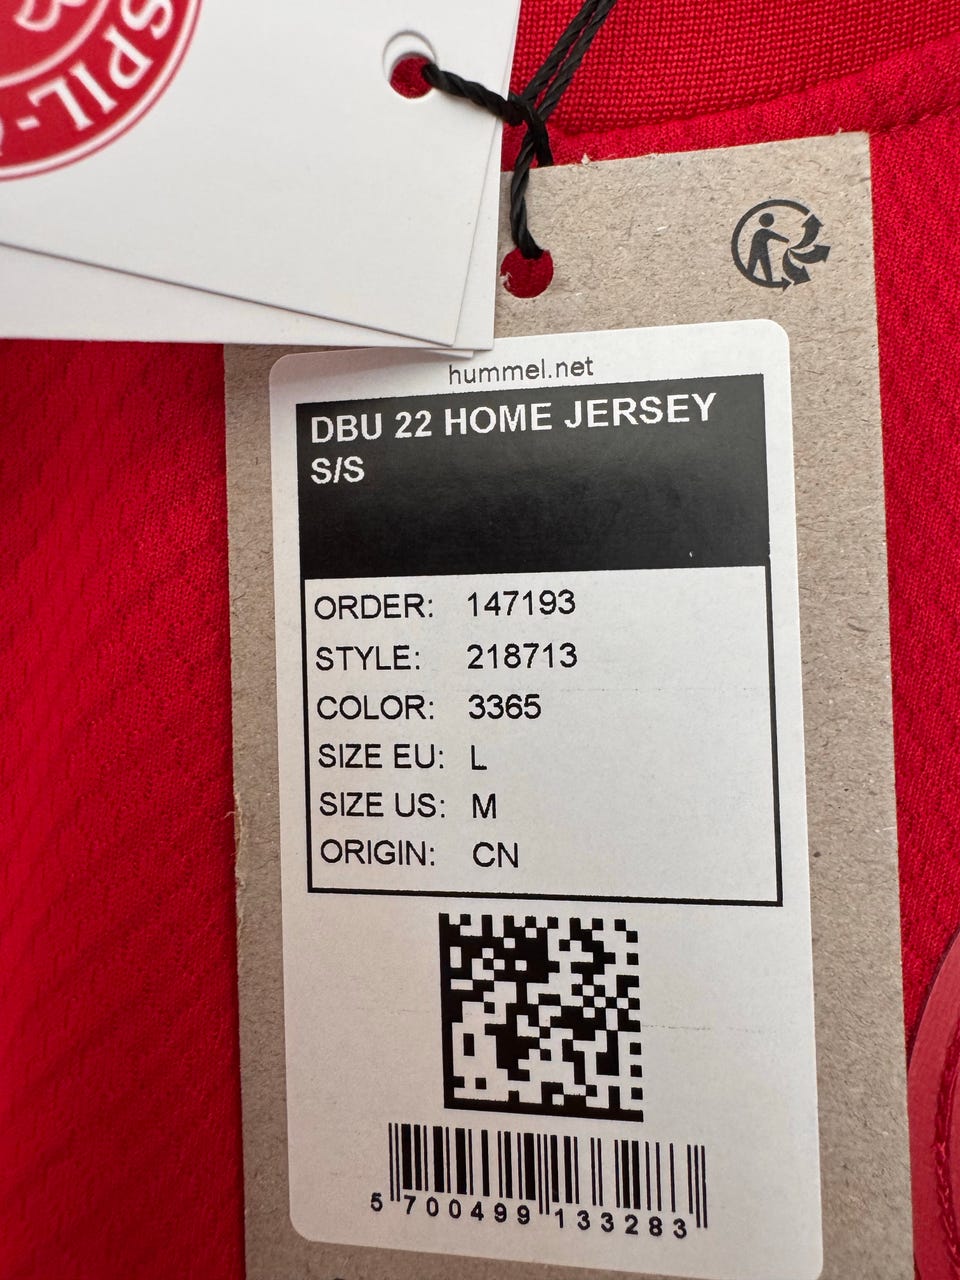 SPIL-
hummel.net
DBU 22 HOME JERSEY
S/S
ORDER: 147193
STYLE: 218713
COLOR: 3365
SIZE EU: L
SIZE US: M
ORIGIN: CN
5 700499 133283